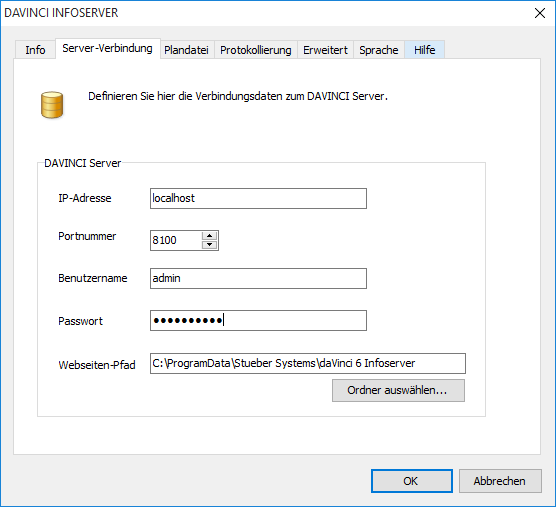 DAVINCI INFOSERVER
Info Server-Verbindung Plandatei Protokollierung Erweitert Sprache Hilfe
Definieren Sie hier die Verbindungsdaten zum DAVINCI Server.
DAVINCI Server
IP-Adresse localhost
Portnummer 8100
Benutzername admin
Passwort ●●●●●●●●●●
Webseiten-Pfad C:\ProgramData\Stueber Systems\daVinci 6 Infoserver
Ordner auswählen...
OK Abbrechen